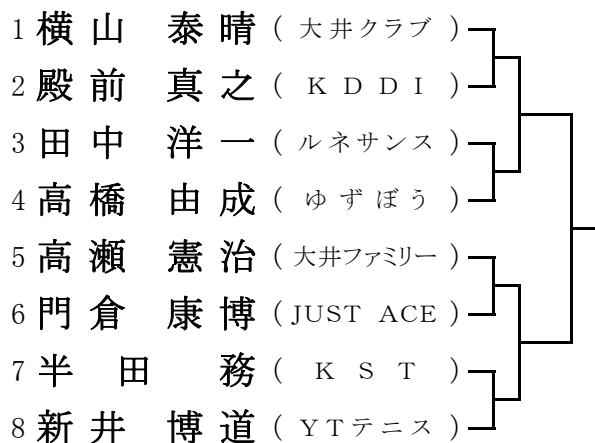 1 横山 泰晴 (大井クラブ)
2 殿前 真之 (KDDI)
3 田中 洋一 (ルネサンス)
4 高橋 由成 (ゆずぼう)
5 高瀬 憲治 (大井ファミリー)
6 門倉 康博 (JUST ACE)
7 半田 務 (KST)
8 新井 博道 (YTテニス)